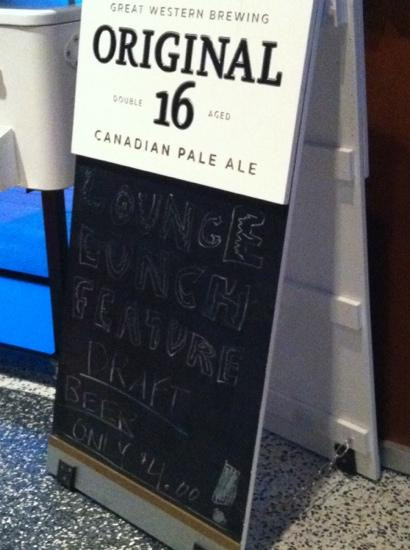 GREAT WESTERN BREWING
ORIGINAL
DOUBLE 16 AGED
CANADIAN PALE ALE
LOUNGE
LUNCH
FEATURE
DRAFT
BEER
ONLY $4.00